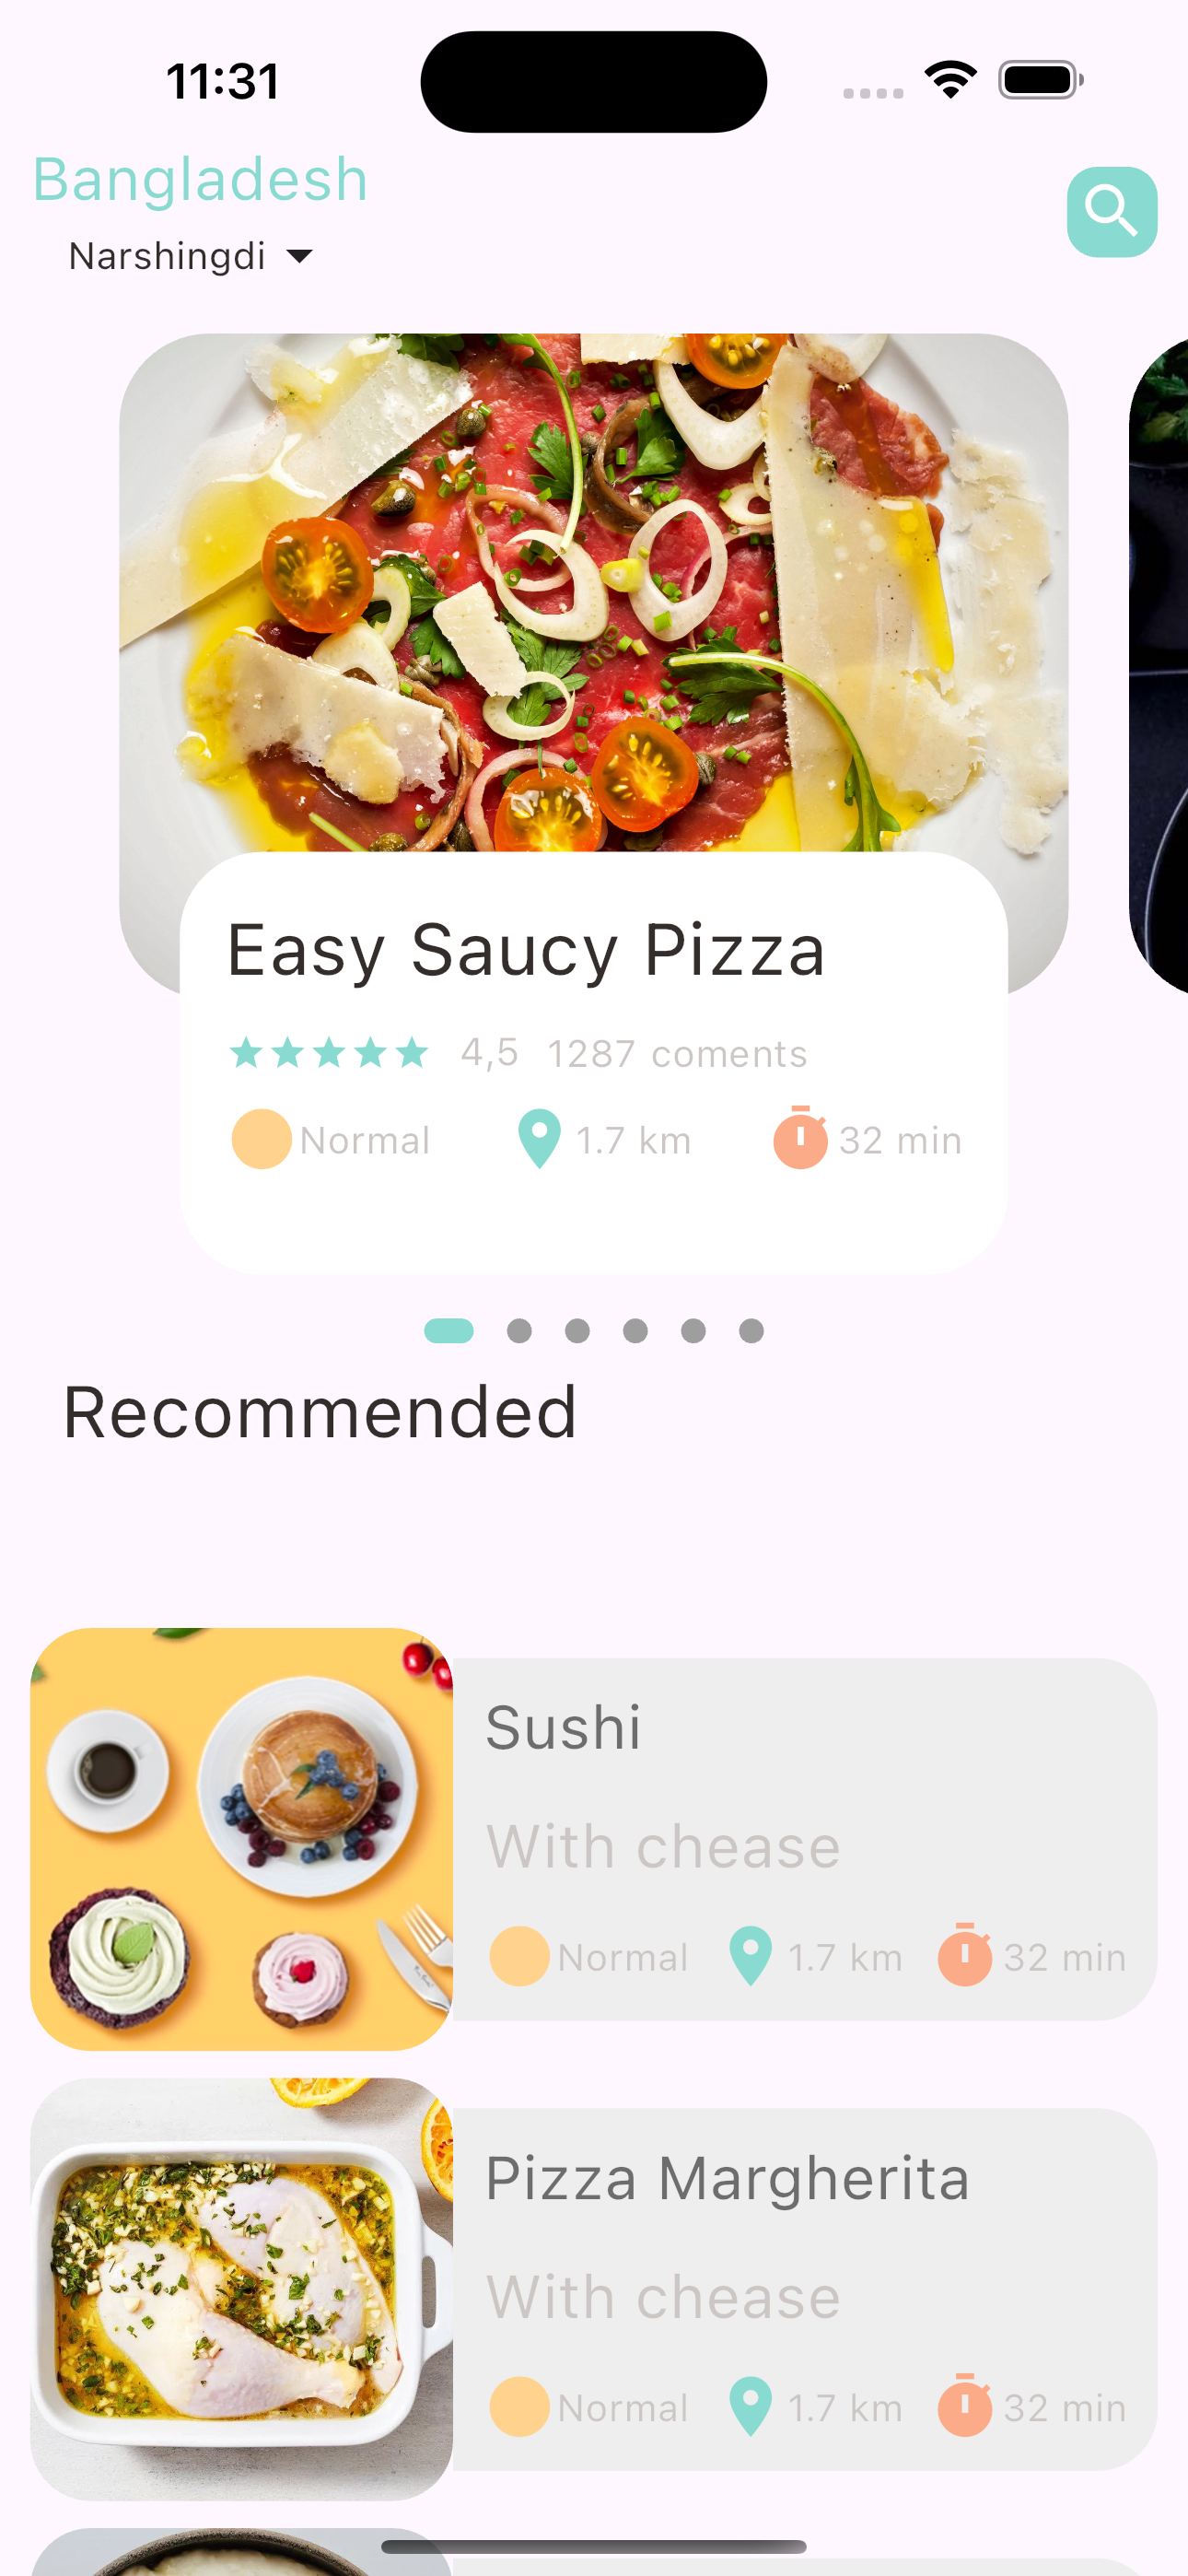 11:31
Bangladesh
Narshingdi
Easy Saucy Pizza
4,5 1287 coments
Normal 1.7 km 32 min
Recommended
Sushi
With chease
Normal 1.7 km 32 min
Pizza Margherita
With chease
Normal 1.7 km 32 min